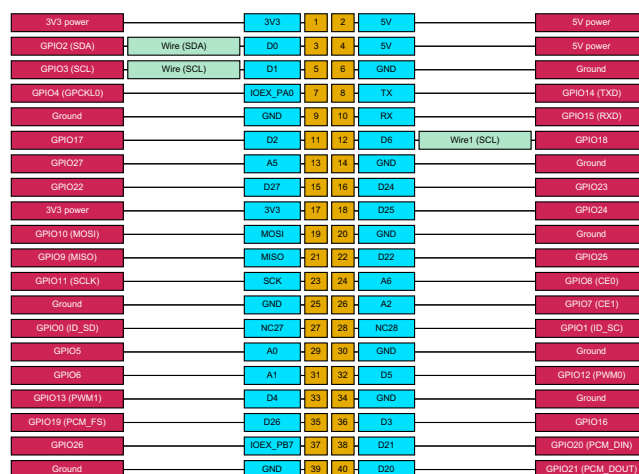 3V3 power 3V3 1 2 5V 5V power
GPIO2 (SDA) Wire (SDA) D0 3 4 5V 5V power
GPIO3 (SCL) Wire (SCL) D1 5 6 GND Ground
GPIO4 (GPCKL0) IOEX_PA0 7 8 TX GPIO14 (TXD)
Ground GND 9 10 RX GPIO15 (RXD)
GPIO17 D2 11 12 D6 Wire1 (SCL) GPIO18
GPIO27 A5 13 14 GND Ground
GPIO22 D27 15 16 D24 GPIO23
3V3 power 3V3 17 18 D25 GPIO24
GPIO10 (MOSI) MOSI 19 20 GND Ground
GPIO9 (MISO) MISO 21 22 D22 GPIO25
GPIO11 (SCLK) SCK 23 24 A6 GPIO8 (CE0)
Ground GND 25 26 A2 GPIO7 (CE1)
GPIO0 (ID_SD) NC27 27 28 NC28 GPIO1 (ID_SC)
GPIO5 A0 29 30 GND Ground
GPIO6 A1 31 32 D5 GPIO12 (PWM0)
GPIO13 (PWM1) D4 33 34 GND Ground
GPIO19 (PCM_FS) D26 35 36 D3 GPIO16
GPIO26 IOEX_PB7 37 38 D21 GPIO20 (PCM_DIN)
Ground GND 39 40 D20 GPIO21 (PCM_DOUT)